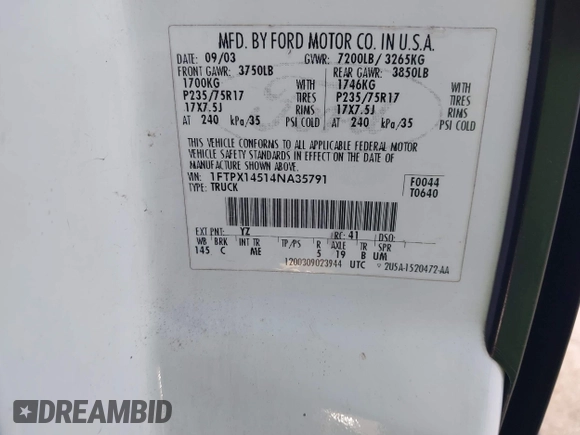 MFD. BY FORD MOTOR CO. IN U.S.A.
DATE: 09/03 GVWR: 7200LB/ 3265KG
FRONT GAWR: 3750LB REAR GAWR: 3850LB
1700KG WITH 1746KG WITH
P235/75R17 TIRES P235/75R17 TIRES
17X7.5J RIMS 17X7.5J RIMS
AT 240 kPA/35 PSI COLD AT 240 kPA/35 PSI COLD
THIS VEHICLE CONFORMS TO ALL APPLICABLE FEDERAL MOTOR
VEHICLE SAFETY STANDARDS IN EFFECT ON THE DATE OF
MANUFACTURE SHOWN ABOVE.
VIN: 1FTPX14514NA35791 F0044
TYPE: TRUCK T0640
EXT PNT: YZ RC: 41 DSO:
WB BRK INT TR TP/PS R AXLE TR SPR
145 C ME 5 19 B UM
1200309023944 UTC 2USA-1520472-AA
Ford
DREAMBID